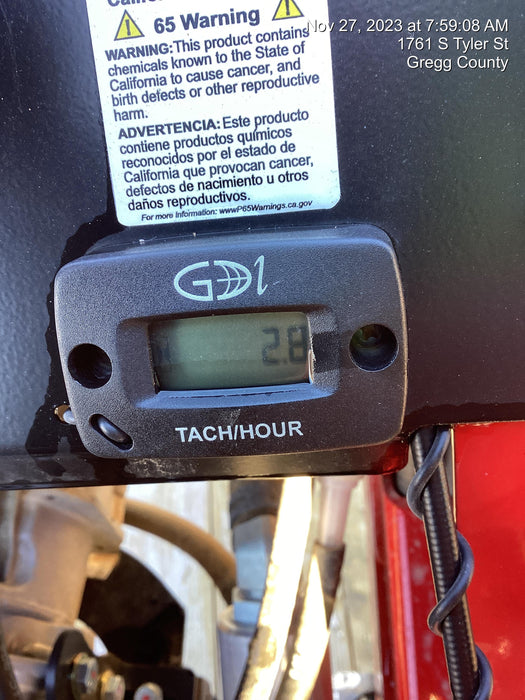 Nov 27, 2023 at 7:59:08 AM
1761 S Tyler St
Gregg County
65 Warning
WARNING: This product contains
chemicals known to the State of
California to cause cancer, and
birth defects or other reproductive
harm.
ADVERTENCIA: Este producto
contiene productos químicos
reconocidos por el estado de
California que provocan cancer,
defectos de nacimiento u otros
daños reproductivos.
For more Information: www.P65Warnings.ca.gov
GDI
2.8
TACH/HOUR